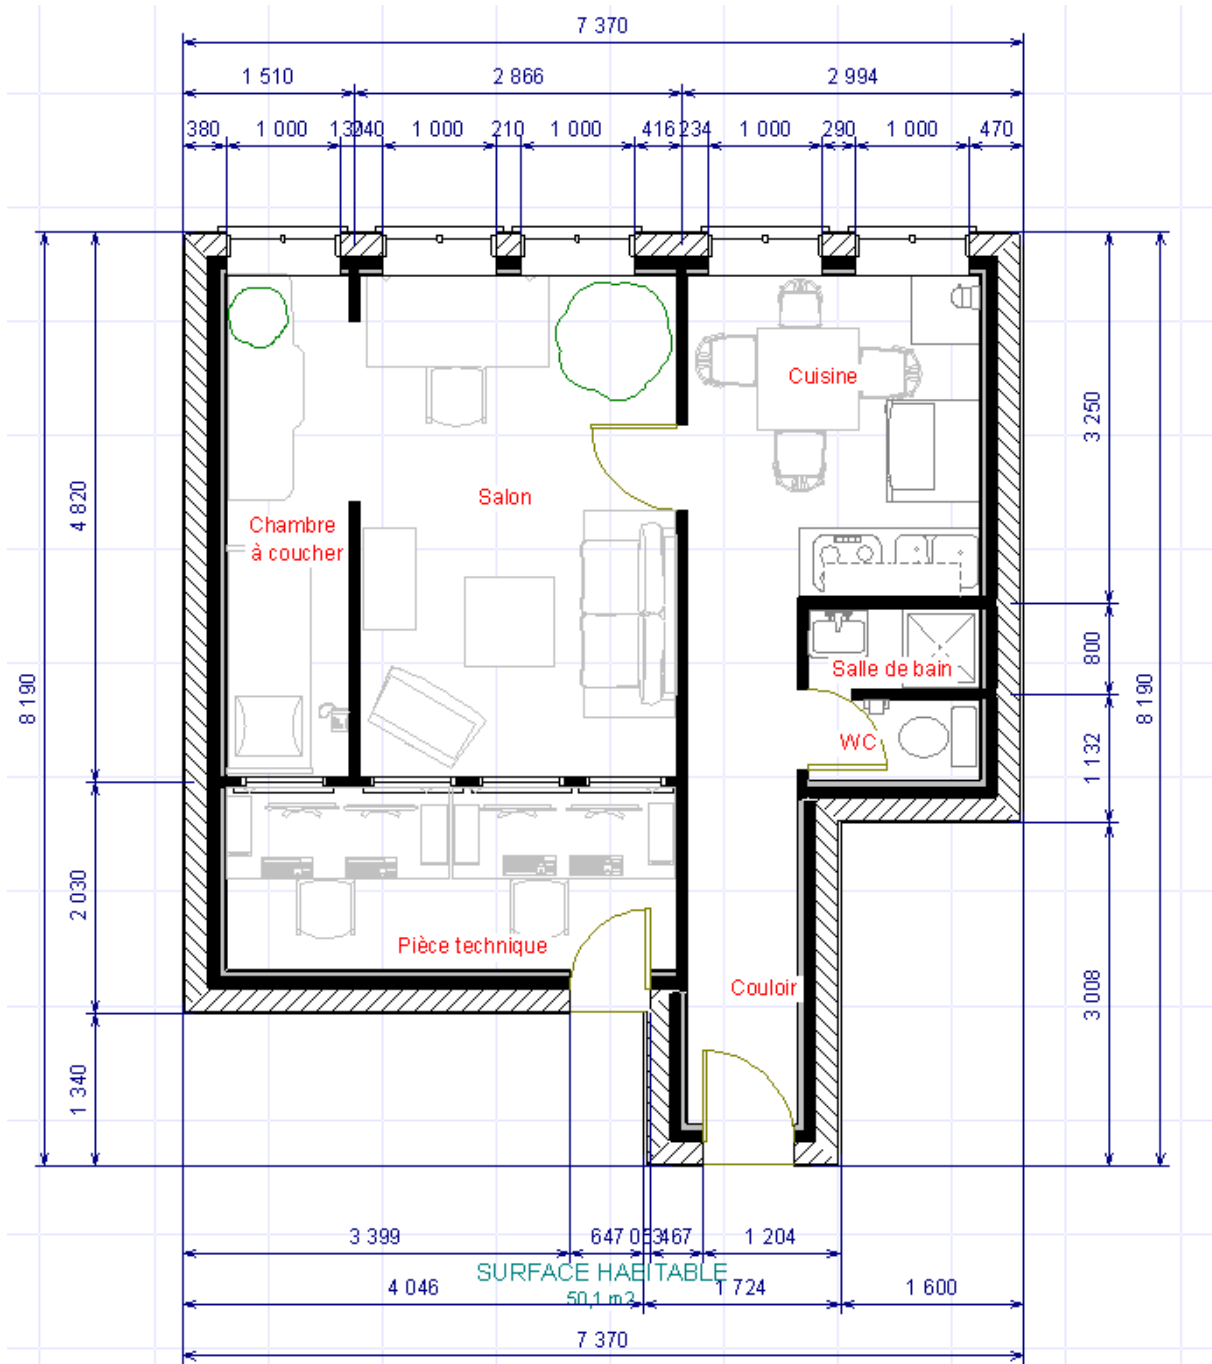 7 370
1 510 2 866 2 994
380 1 000 240 1 000 210 1 000 416 234 1 000 290 1 000 470
Cuisine
3 250
4 820
Salon
Chambre
à coucher
800
Salle de bain
8 190
8 190
WC
1 132
2 030
Pièce technique
Couloir
3 008
1 340
3 399 647 467 1 204
SURFACE HABITABLE
50,1 m2
4 046 1 724 1 600
7 370